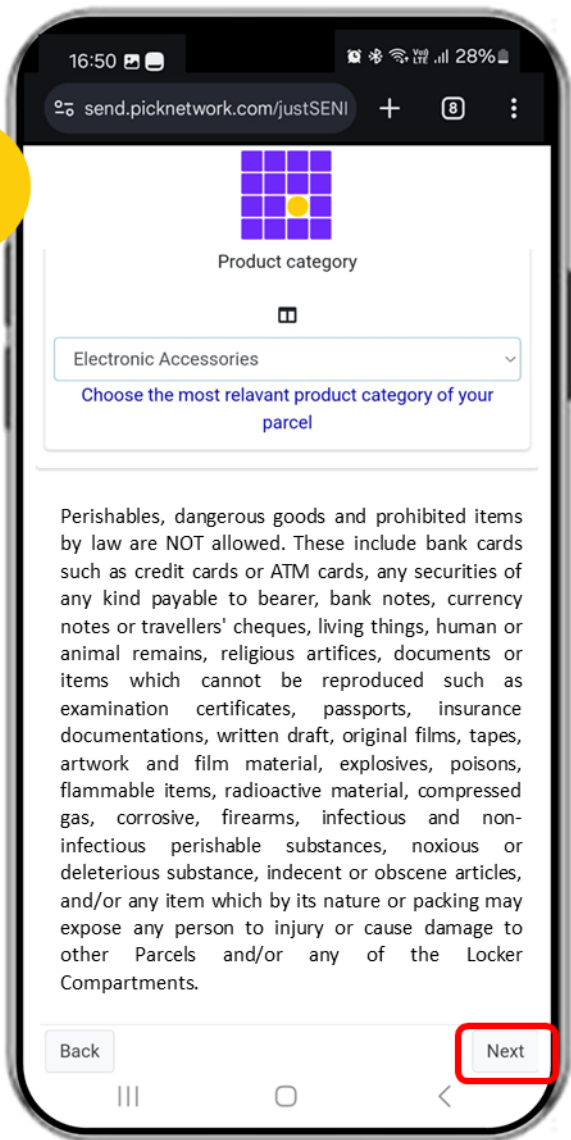 16:50 28%
send.picknetwork.com/justSENI 8
Product category
Electronic Accessories
Choose the most relavant product category of your
parcel
Perishables, dangerous goods and prohibited items
by law are NOT allowed. These include bank cards
such as credit cards or ATM cards, any securities of
any kind payable to bearer, bank notes, currency
notes or travellers' cheques, living things, human or
animal remains, religious artifices, documents or
items which cannot be reproduced such as
examination certificates, passports, insurance
documentations, written draft, original films, tapes,
artwork and film material, explosives, poisons,
flammable items, radioactive material, compressed
gas, corrosive, firearms, infectious and non-
infectious perishable substances, noxious or
deleterious substance, indecent or obscene articles,
and/or any item which by its nature or packing may
expose any person to injury or cause damage to
other Parcels and/or any of the Locker
Compartments.
Back Next